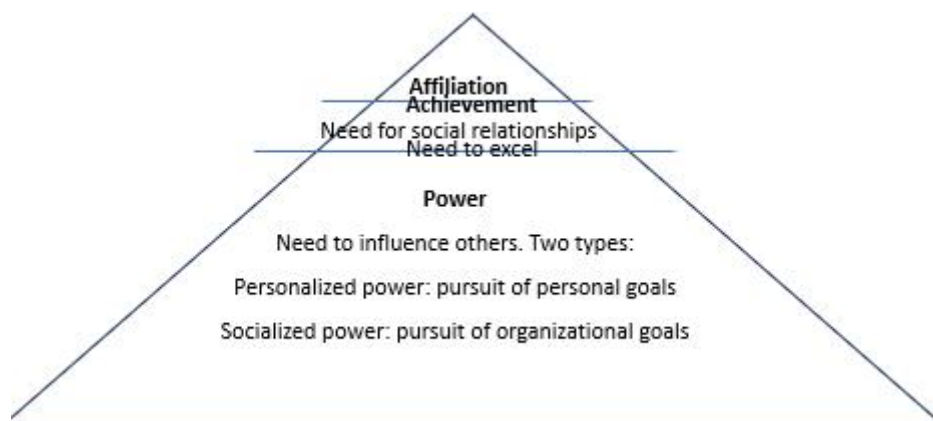 Affiliation
Achievement
Need for social relationships
Need to excel
Power
Need to influence others. Two types:
Personalized power: pursuit of personal goals
Socialized power: pursuit of organizational goals